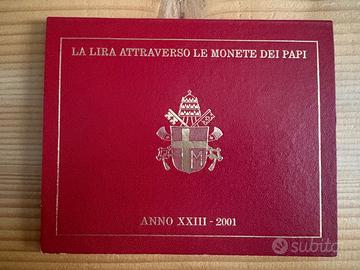 LA LIRA ATTRAVERSO LE MONETE DEI PAPI
M
ANNO XXIII - 2001
subito